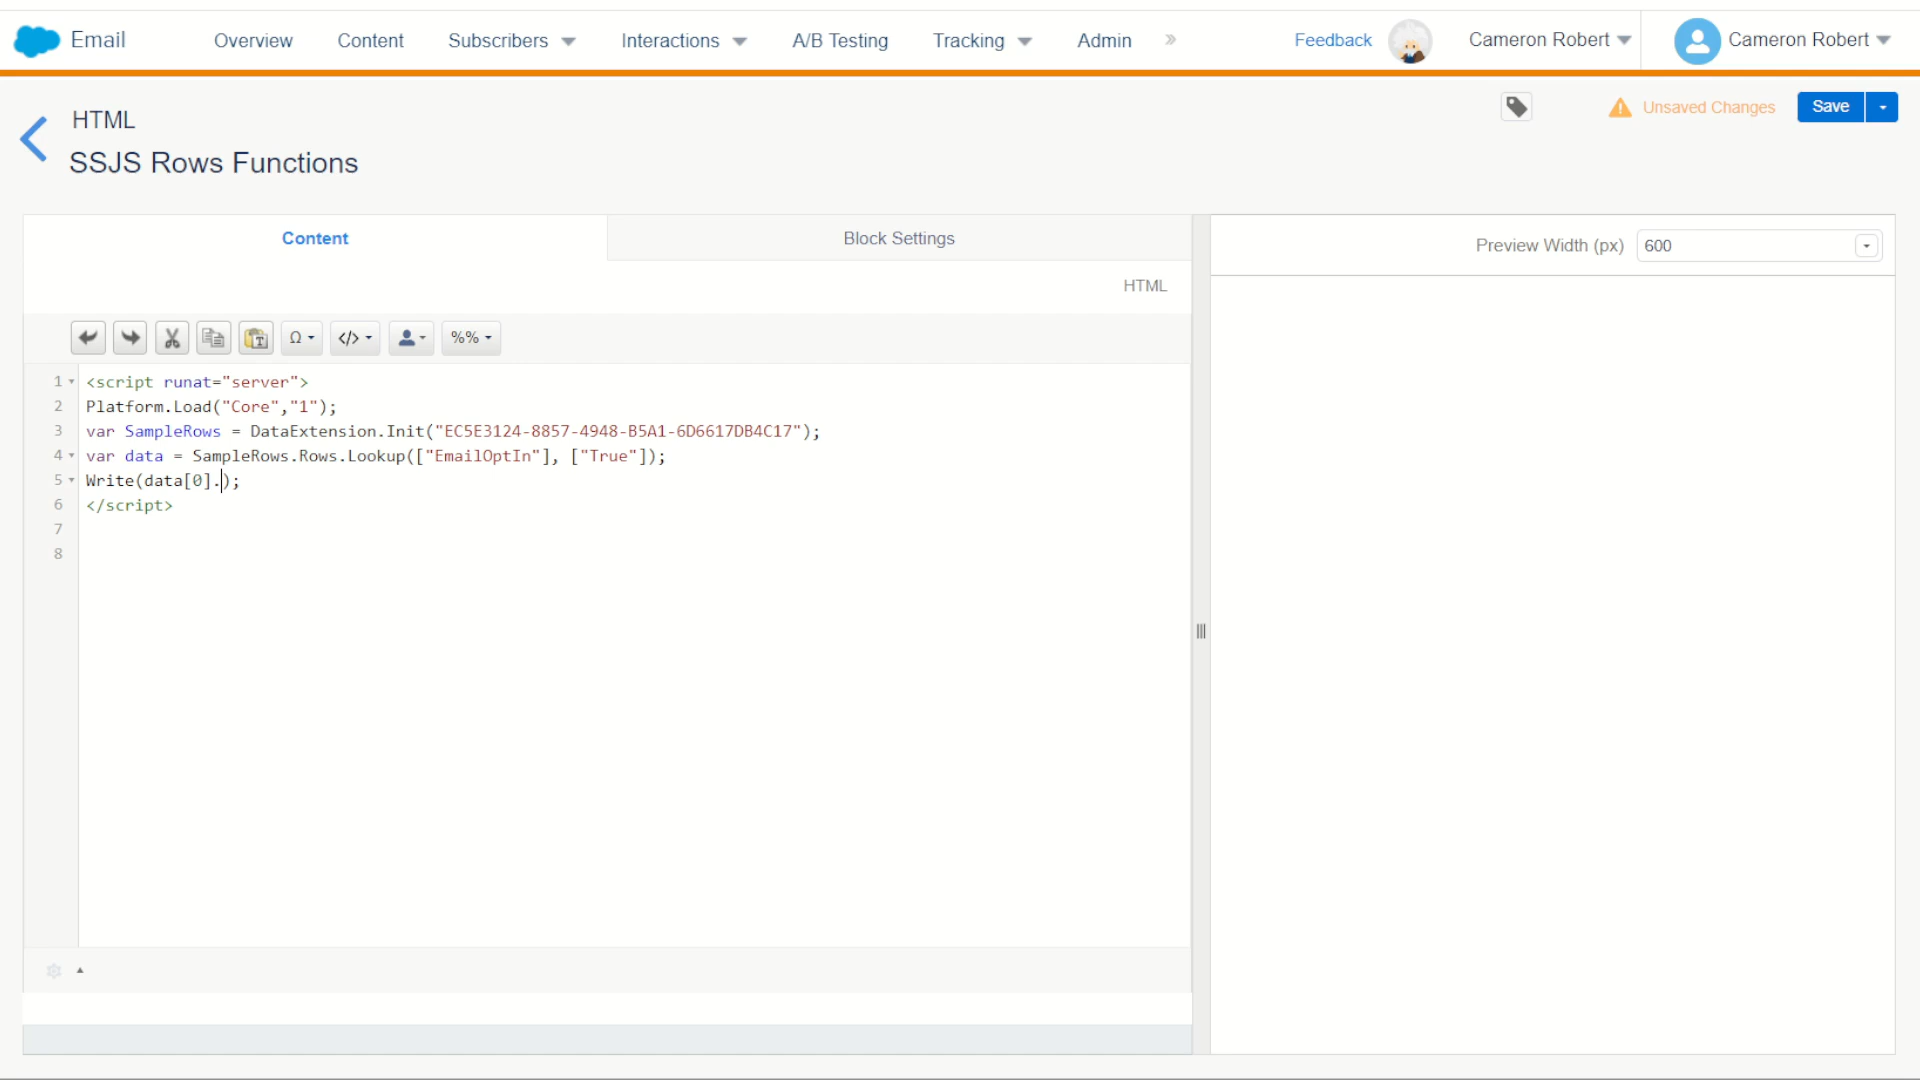 Email Overview Content Subscribers Interactions A/B Testing Tracking Admin » Feedback Cameron Robert Cameron Robert
HTML
SSJS Rows Functions
Unsaved Changes Save
Content Block Settings
Preview Width (px) 600
HTML
Ω </> %%
1 <script runat="server">
2 Platform.Load("Core","1");
3 var SampleRows = DataExtension.Init("EC5E3124-8857-4948-B5A1-6D6617DB4C17");
4 var data = SampleRows.Rows.Lookup(["EmailOptIn"], ["True"]);
5 Write(data[0].);
6 </script>
7
8